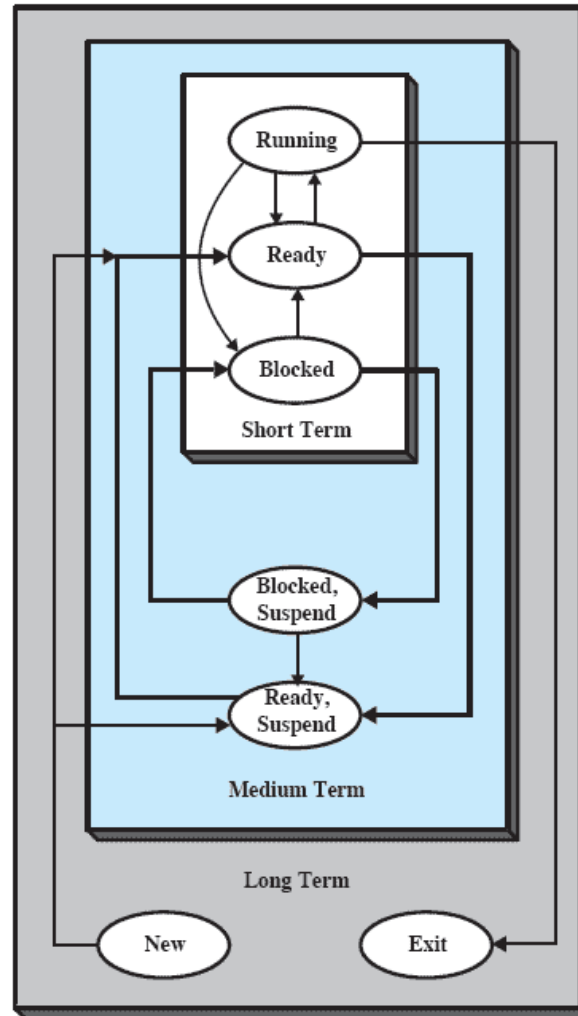 Running
Ready
Blocked
Short Term
Blocked,
Suspend
Ready,
Suspend
Medium Term
Long Term
New
Exit